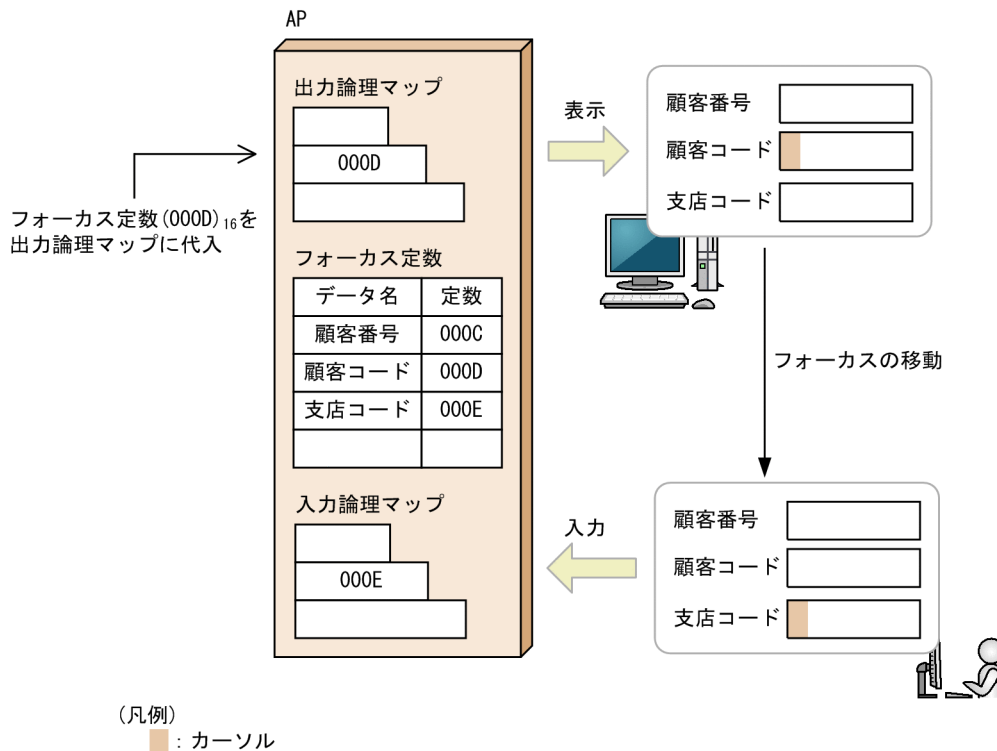 AP
出力論理マップ
000D
フォーカス定数(000D)₁₆を
出力論理マップに代入
表示
顧客番号
顧客コード
支店コード
フォーカス定数
データ名 定数
顧客番号 000C
顧客コード 000D
支店コード 000E
フォーカスの移動
入力論理マップ
000E
入力
顧客番号
顧客コード
支店コード
(凡例)
:カーソル